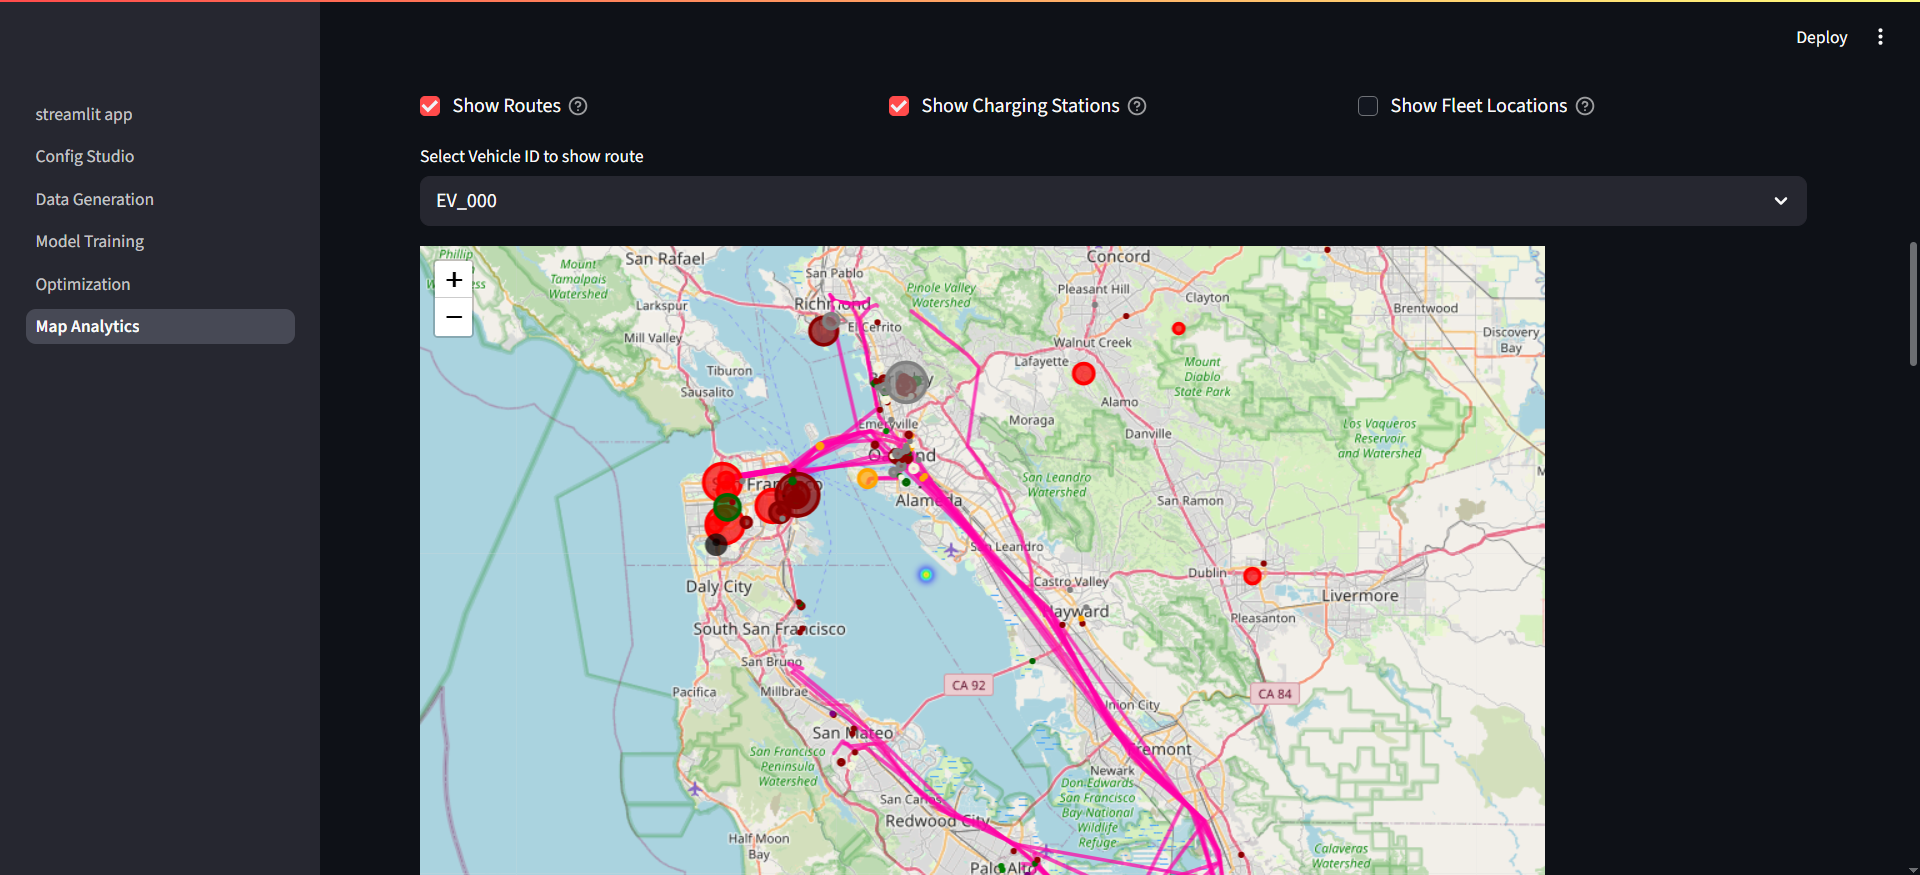 Deploy
streamlit app
Config Studio
Data Generation
Model Training
Optimization
Map Analytics
Show Routes
Show Charging Stations
Show Fleet Locations
Select Vehicle ID to show route
EV_000
+
−
Phillip
San Rafael
Mount
Tamalpais
Watershed
San Pablo
Concord
Pleasant Hill
Pinole Valley
Watershed
Clayton
Brentwood
Larkspur
Richmond
El Cerrito
Discovery
Bay
Mill Valley
Walnut Creek
Lafayette
Mount
Diablo
State Park
Tiburon
Sausalito
Alamo
Moraga
Danville
Los Vaqueros
Reservoir
and Watershed
Emeryville
San Leandro
Watershed
San Ramon
Alameda
San Leandro
Castro Valley
Dublin
Livermore
Daly City
Hayward
Pleasanton
South San Francisco
San Bruno
Pacifica
Millbrae
CA 92
CA 84
Union City
San Mateo
San Francisco
Peninsula
Watershed
Fremont
Newark
Don Edwards
San Francisco
Bay National
Wildlife
Refuge
San Carlos
Redwood City
Half Moon
Bay
Palo Alto
Calaveras
Watershed